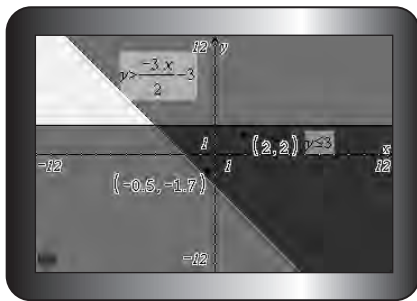 12 y
y>-3·x/2-3
1 (2,2) y≤3 x
-12 1 12
(-0.5,-1.7)
-12